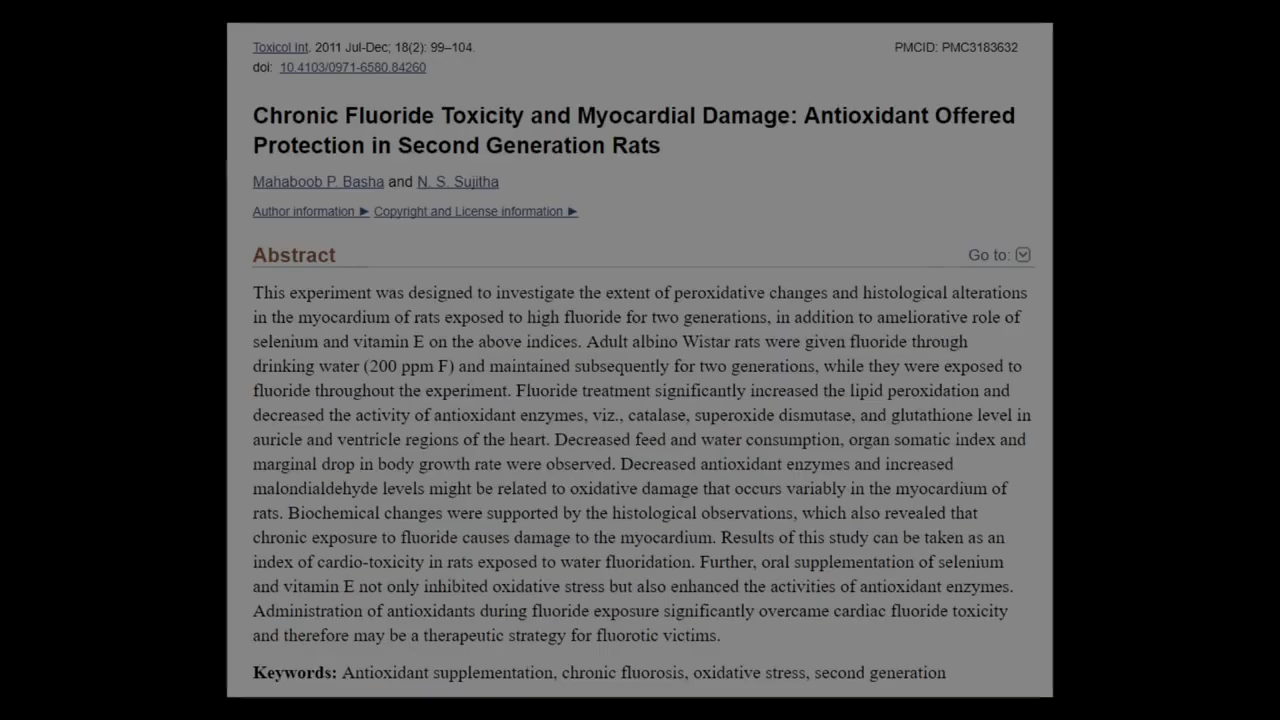 Toxicol Int. 2011 Jul-Dec; 18(2): 99–104.
PMCID: PMC3183632
doi: 10.4103/0971-6580.84260
Chronic Fluoride Toxicity and Myocardial Damage: Antioxidant Offered
Protection in Second Generation Rats
Mahaboob P. Basha and N. S. Sujitha
Author information ► Copyright and License information ►
Abstract
Go to:
This experiment was designed to investigate the extent of peroxidative changes and histological alterations
in the myocardium of rats exposed to high fluoride for two generations, in addition to ameliorative role of
selenium and vitamin E on the above indices. Adult albino Wistar rats were given fluoride through
drinking water (200 ppm F) and maintained subsequently for two generations, while they were exposed to
fluoride throughout the experiment. Fluoride treatment significantly increased the lipid peroxidation and
decreased the activity of antioxidant enzymes, viz., catalase, superoxide dismutase, and glutathione level in
auricle and ventricle regions of the heart. Decreased feed and water consumption, organ somatic index and
marginal drop in body growth rate were observed. Decreased antioxidant enzymes and increased
malondialdehyde levels might be related to oxidative damage that occurs variably in the myocardium of
rats. Biochemical changes were supported by the histological observations, which also revealed that
chronic exposure to fluoride causes damage to the myocardium. Results of this study can be taken as an
index of cardio-toxicity in rats exposed to water fluoridation. Further, oral supplementation of selenium
and vitamin E not only inhibited oxidative stress but also enhanced the activities of antioxidant enzymes.
Administration of antioxidants during fluoride exposure significantly overcame cardiac fluoride toxicity
and therefore may be a therapeutic strategy for fluorotic victims.
Keywords: Antioxidant supplementation, chronic fluorosis, oxidative stress, second generation